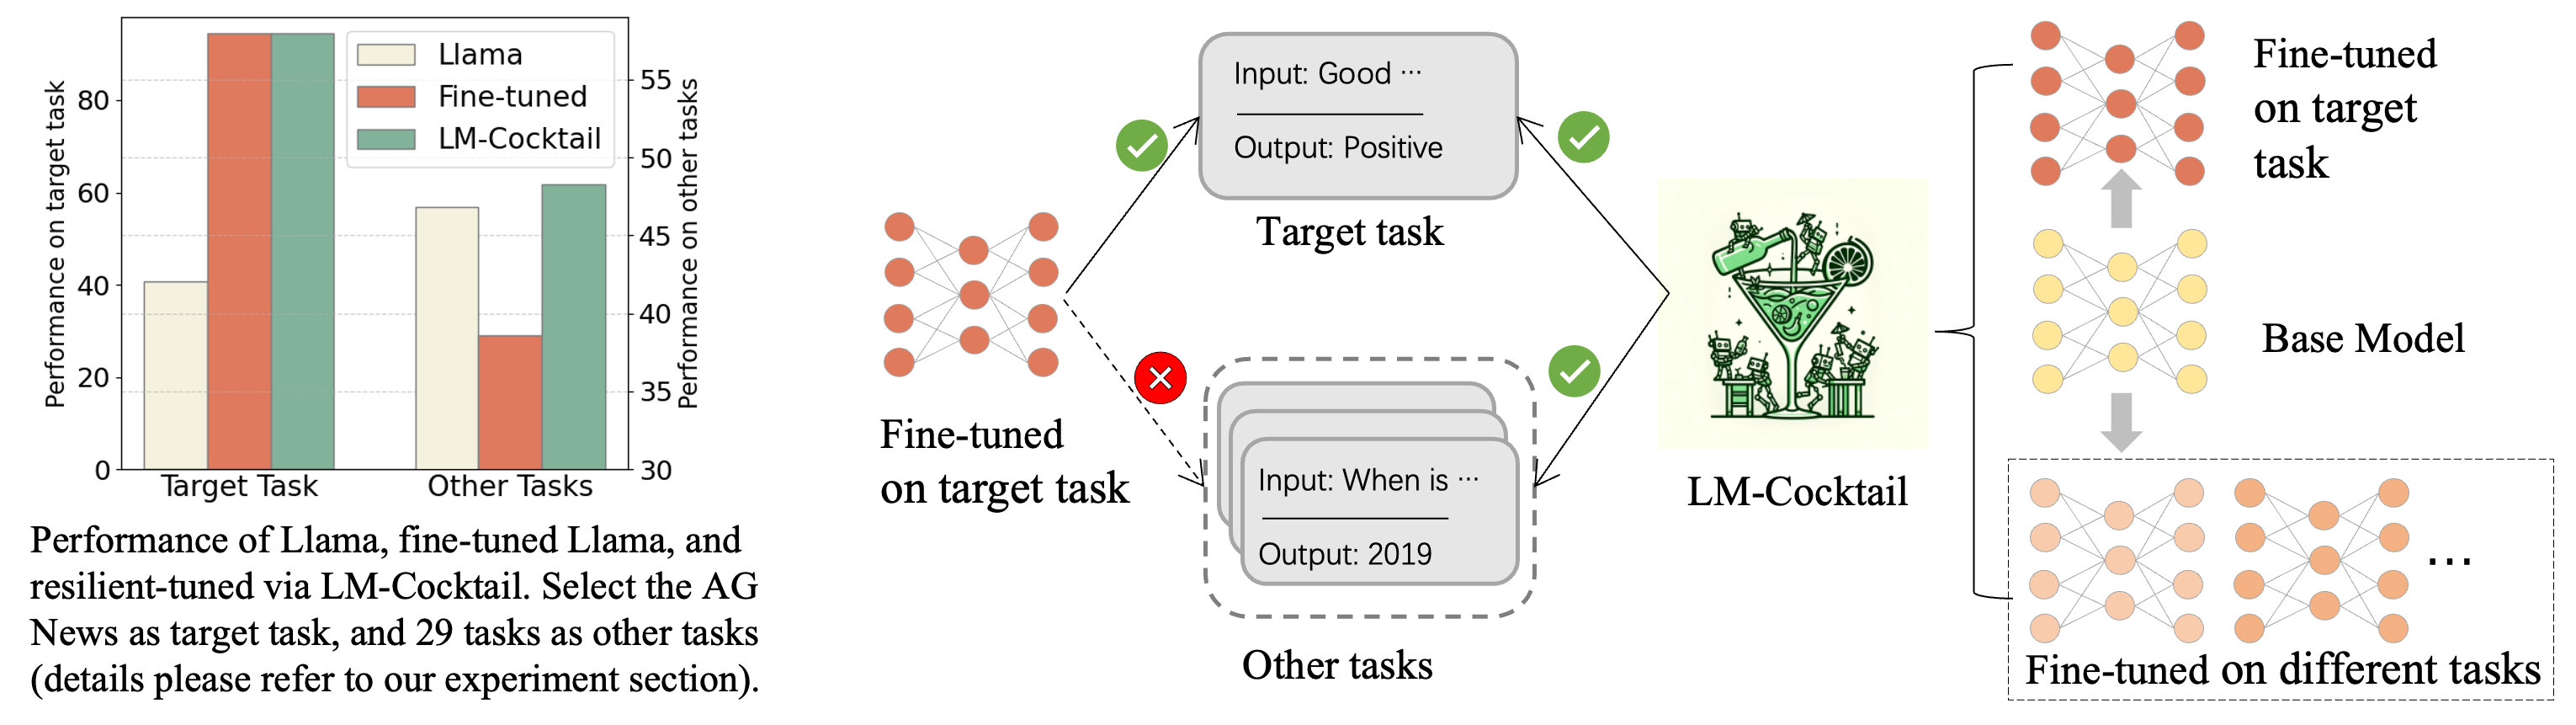 Performance on target task
80
60
40
20
0
Llama
Fine-tuned
LM-Cocktail
55
50
45
40
35
30
Performance on other tasks
Target Task
Other Tasks
Performance of Llama, fine-tuned Llama, and
resilient-tuned via LM-Cocktail. Select the AG
News as target task, and 29 tasks as other tasks
(details please refer to our experiment section).
Fine-tuned
on target task
Input: Good ···
Output: Positive
Target task
Input: When is ···
Output: 2019
Other tasks
LM-Cocktail
Fine-tuned
on target
task
Base Model
...
Fine-tuned on different tasks